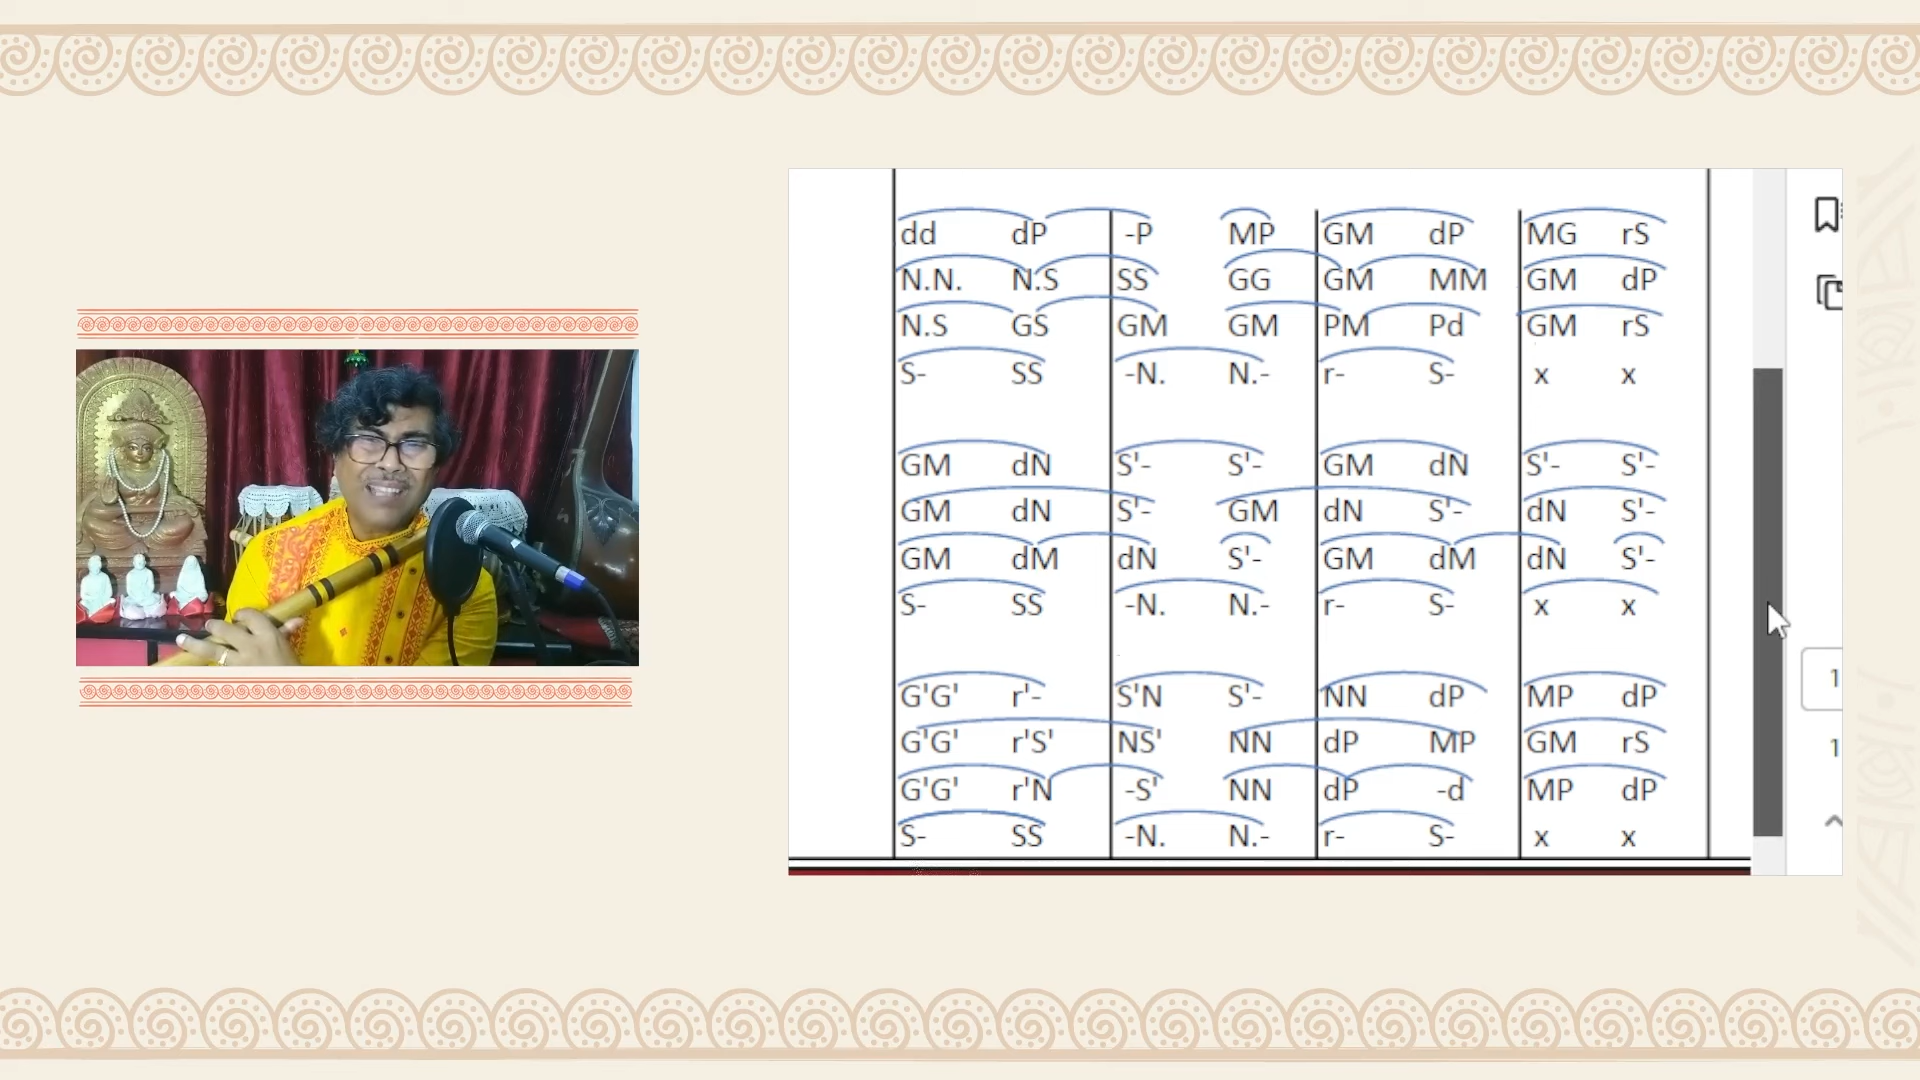 dd dP -P MP GM dP MG rS
N.N. N.S SS GG GM MM GM dP
N.S GS GM GM PM Pd GM rS
S- SS -N. N.- r- S- x x
GM dN S'- S'- GM dN S'- S'-
GM dN S'- GM dN S'- dN S'-
GM dM dN S'- GM dM dN S'-
S- SS -N. N.- r- S- x x
G'G' r'- S'N S'- NN dP MP dP
G'G' r'S' NS' NN dP MP GM rS
G'G' r'N -S' NN dP -d MP dP
S- SS -N. N.- r- S- x x
1
1